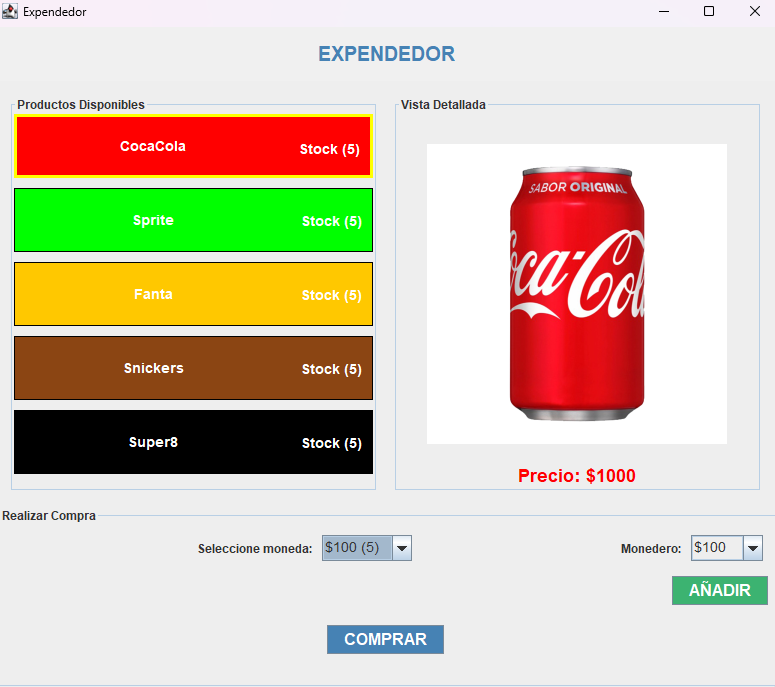 Expendedor
EXPENDEDOR
Productos Disponibles
CocaCola Stock (5)
Sprite Stock (5)
Fanta Stock (5)
Snickers Stock (5)
Super8 Stock (5)
Vista Detallada
SABOR ORIGINAL
Coca-Cola
Precio: $1000
Realizar Compra
Seleccione moneda: $100 (5)
Monedero: $100
AÑADIR
COMPRAR